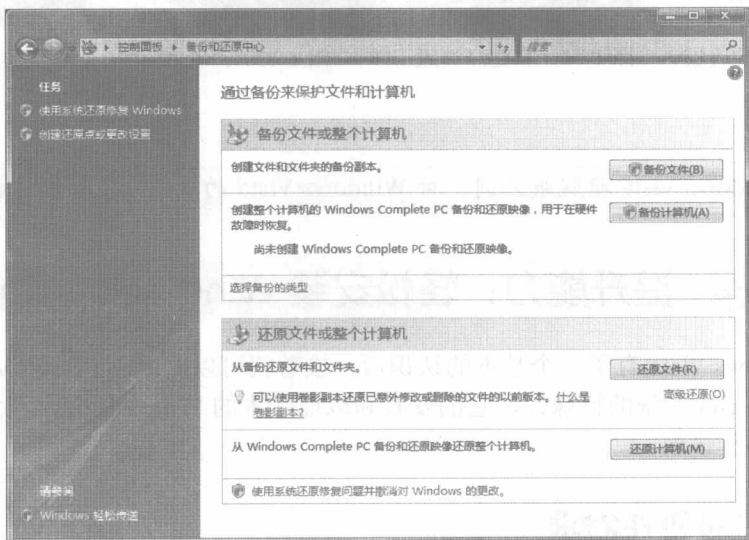 控制面板 ▸ 备份和还原中心
搜索
任务
使用系统还原修复 Windows
创建还原点或更改设置
请参阅
Windows 轻松传送
通过备份来保护文件和计算机
备份文件或整个计算机
创建文件和文件夹的备份副本。
备份文件(B)
创建整个计算机的 Windows Complete PC 备份和还原映像，用于在硬件
故障时恢复。
备份计算机(A)
尚未创建 Windows Complete PC 备份和还原映像。
选择备份的类型
还原文件或整个计算机
从备份还原文件和文件夹。
还原文件(R)
可以使用卷影副本还原已意外修改或删除的文件的以前版本。什么是
卷影副本?
高级还原(O)
从 Windows Complete PC 备份和还原映像还原整个计算机。
还原计算机(M)
使用系统还原修复问题并撤消对 Windows 的更改。